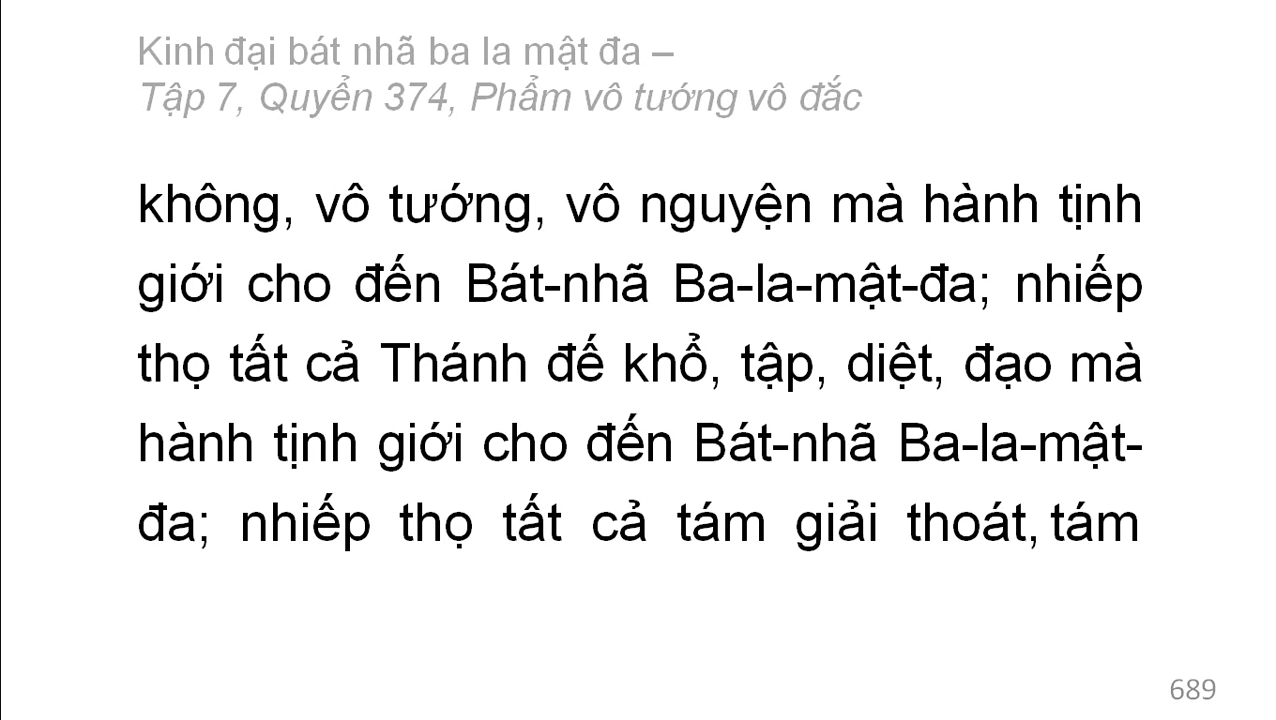 Kinh đại bát nhã ba la mật đa –
Tập 7, Quyển 374, Phẩm vô tướng vô đắc
không, vô tướng, vô nguyện mà hành tịnh
giới cho đến Bát-nhã Ba-la-mật-đa; nhiếp
thọ tất cả Thánh đế khổ, tập, diệt, đạo mà
hành tịnh giới cho đến Bát-nhã Ba-la-mật-
đa; nhiếp thọ tất cả tám giải thoát, tám
689